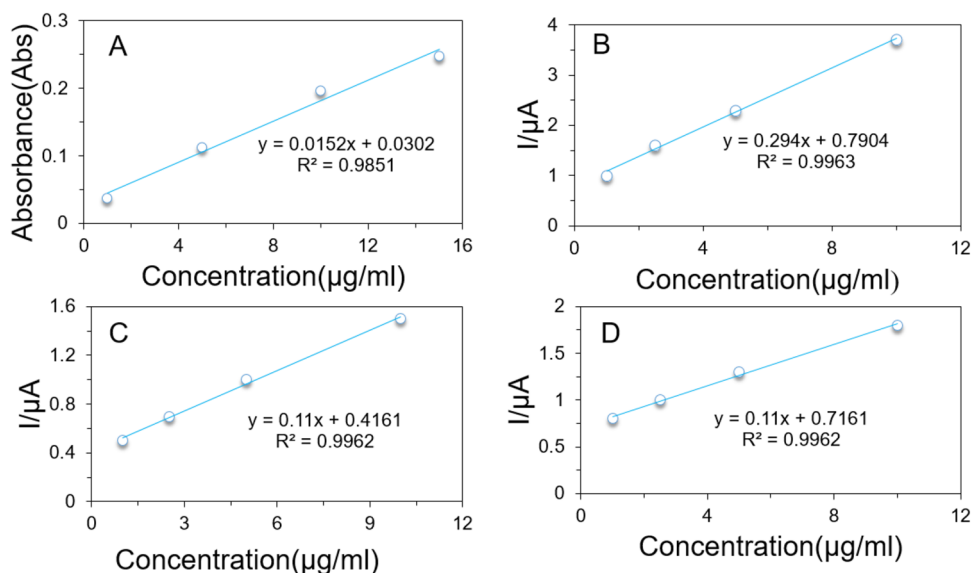 A
Absorbance(Abs)
0.3
0.2
0.1
0
y = 0.0152x + 0.0302
R² = 0.9851
0 4 8 12 16
Concentration(µg/ml)
B
I/µA
4
3
2
1
0
y = 0.294x + 0.7904
R² = 0.9963
0 4 8 12
Concentration(µg/ml)
C
I/µA
1.6
1.2
0.8
0.4
0
y = 0.11x + 0.4161
R² = 0.9962
0 3 6 9 12
Concentration(µg/ml)
D
I/µA
2
1.5
1
0.5
0
y = 0.11x + 0.7161
R² = 0.9962
0 4 8 12
Concentration(µg/ml)